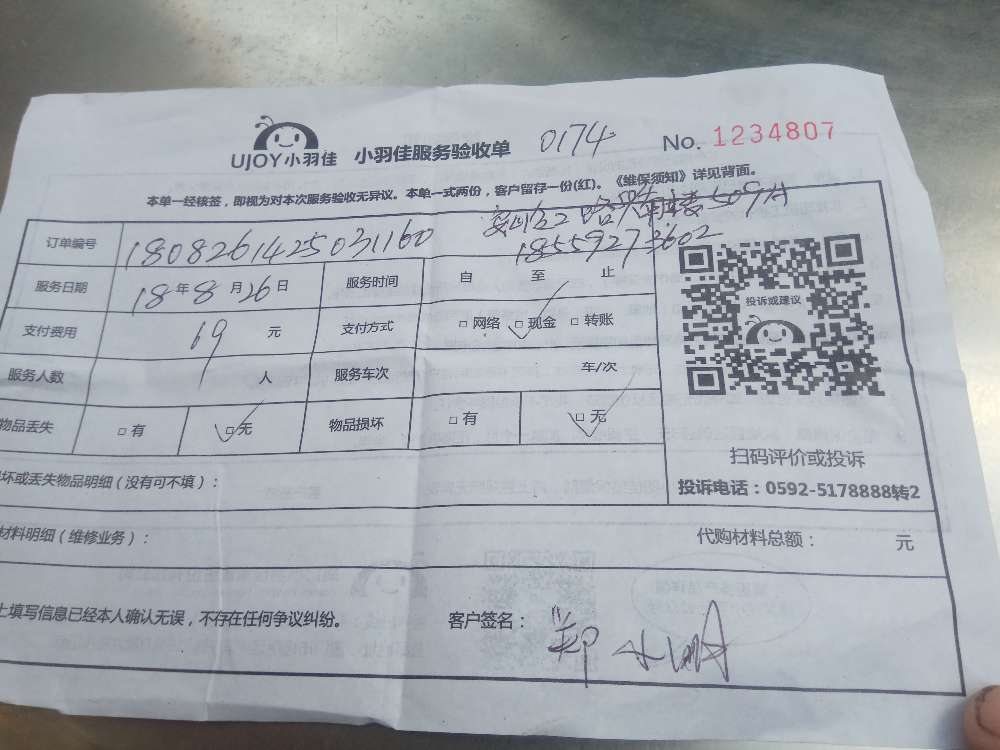 UJOY小羽佳 小羽佳服务验收单 0174 No. 1234807
本单一经核签，即视为对本次服务验收无异议。本单一式两份，客户留存一份(红)。《维保须知》详见背面。
路 509A
订单编号 1808261425031160 18559273602
服务日期 18年8月26日 服务时间 自 至 止
投诉或建议
支付费用 69 元 支付方式 □网络 □现金 □转账
服务人数 1 人 服务车次 车/次
物品丢失 □有 □无 物品损坏 □有 □无
扫码评价或投诉
坏或丢失物品明细（没有可不填）：
投诉电话：0592-5178888转2
材料明细（维修业务）： 代购材料总额： 元
上填写信息已经本人确认无误，不存在任何争议纠纷。 客户签名： 郑